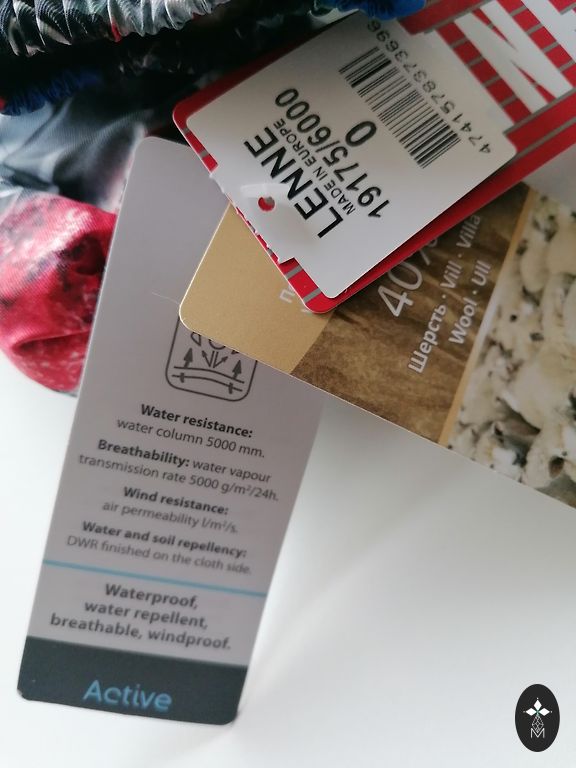 4741578373696
0
19175/6000
MADE IN EUROPE
LENNE
40%
Шерсть · Vill · Villa
Wool · Ull
Water resistance:
water column 5000 mm.
Breathability: water vapour
transmission rate 5000 g/m²/24h.
Wind resistance:
air permeability l/m²/s.
Water and soil repellency:
DWR finished on the cloth side.
Waterproof,
water repellent,
breathable, windproof.
Active
M